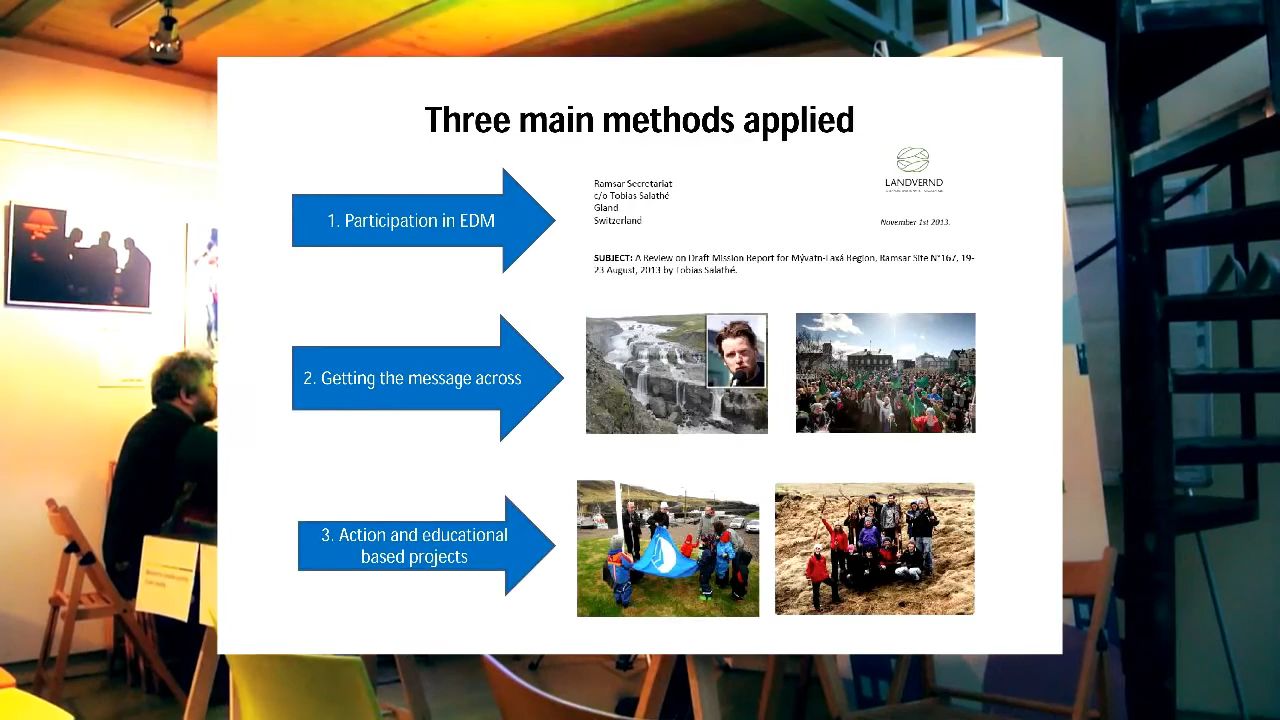 Three main methods applied
LANDVERND
1. Participation in EDM
Ramsar Secretariat
c/o Tobias Salathé
Gland
Switzerland
November 1st 2013.
SUBJECT: A Review on Draft Mission Report for Mývatn-Laxá Region, Ramsar Site N°167, 19-
23 August, 2013 by Tobias Salathé.
2. Getting the message across
3. Action and educational
based projects